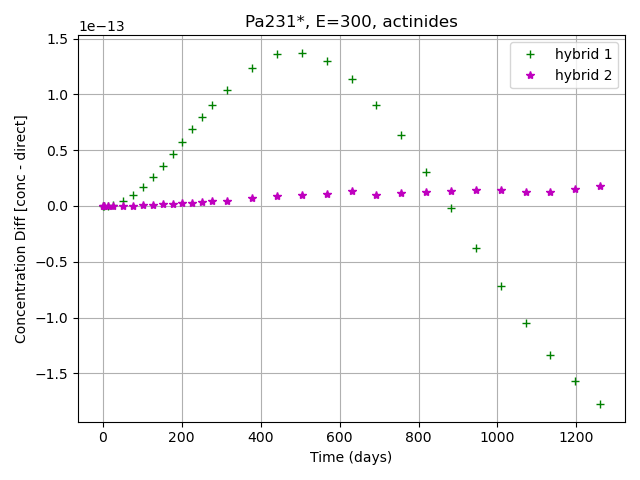 Pa231*, E=300, actinides
1e−13
hybrid 1
hybrid 2
1.5
1.0
0.5
0.0
−0.5
−1.0
−1.5
Concentration Diff [conc - direct]
0 200 400 600 800 1000 1200
Time (days)